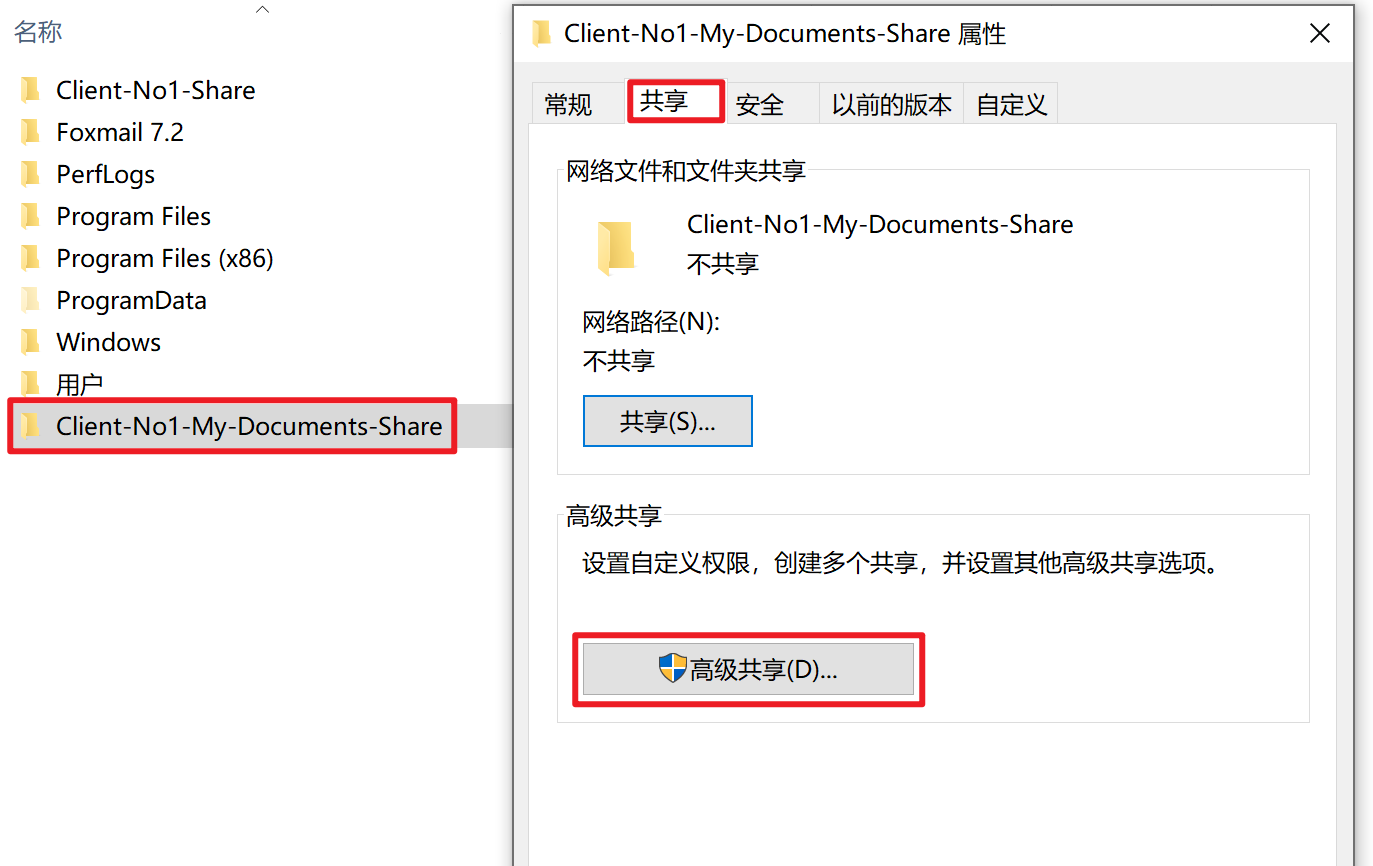 名称
Client-No1-Share
Foxmail 7.2
PerfLogs
Program Files
Program Files (x86)
ProgramData
Windows
用户
Client-No1-My-Documents-Share
Client-No1-My-Documents-Share 属性
常规 共享 安全 以前的版本 自定义
网络文件和文件夹共享
Client-No1-My-Documents-Share
不共享
网络路径(N):
不共享
共享(S)...
高级共享
设置自定义权限，创建多个共享，并设置其他高级共享选项。
高级共享(D)...